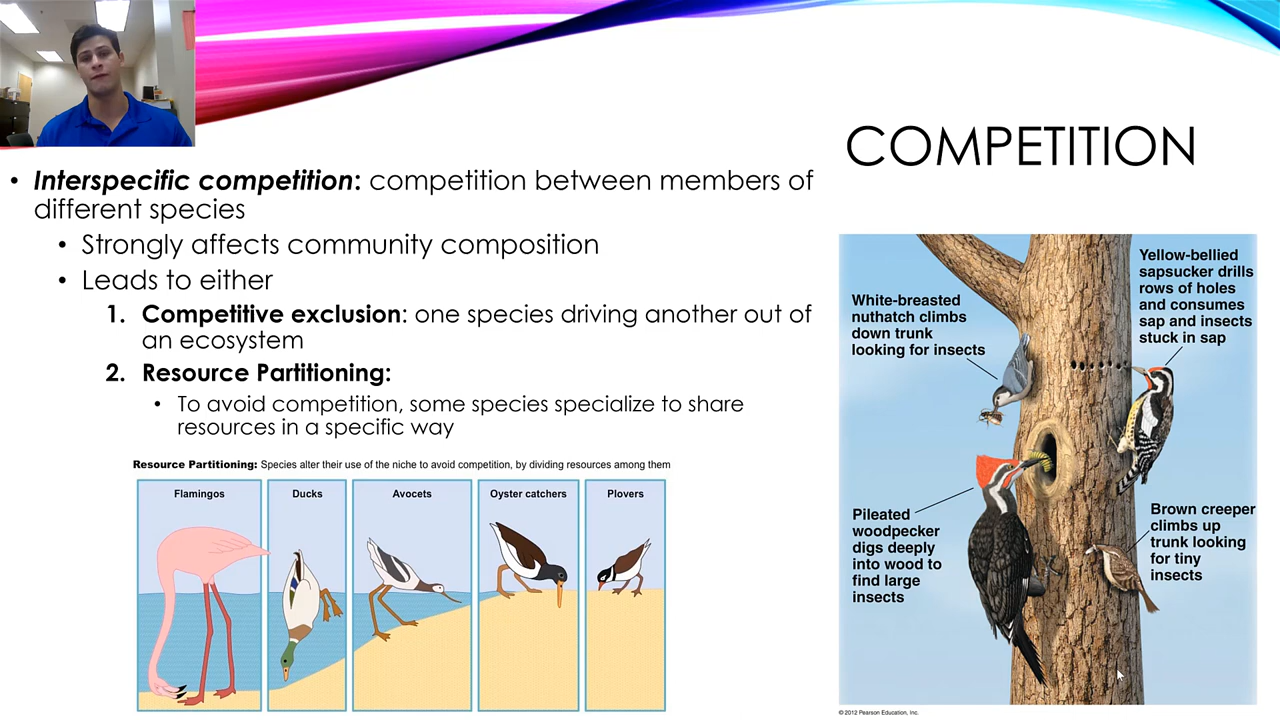 COMPETITION
• Interspecific competition: competition between members of
different species
• Strongly affects community composition
• Leads to either
1. Competitive exclusion: one species driving another out of
an ecosystem
2. Resource Partitioning:
• To avoid competition, some species specialize to share
resources in a specific way
Resource Partitioning: Species alter their use of the niche to avoid competition, by dividing resources among them
Flamingos
Ducks
Avocets
Oyster catchers
Plovers
White-breasted
nuthatch climbs
down trunk
looking for insects
Yellow-bellied
sapsucker drills
rows of holes
and consumes
sap and insects
stuck in sap
Pileated
woodpecker
digs deeply
into wood to
find large
insects
Brown creeper
climbs up
trunk looking
for tiny
insects
© 2012 Pearson Education, Inc.